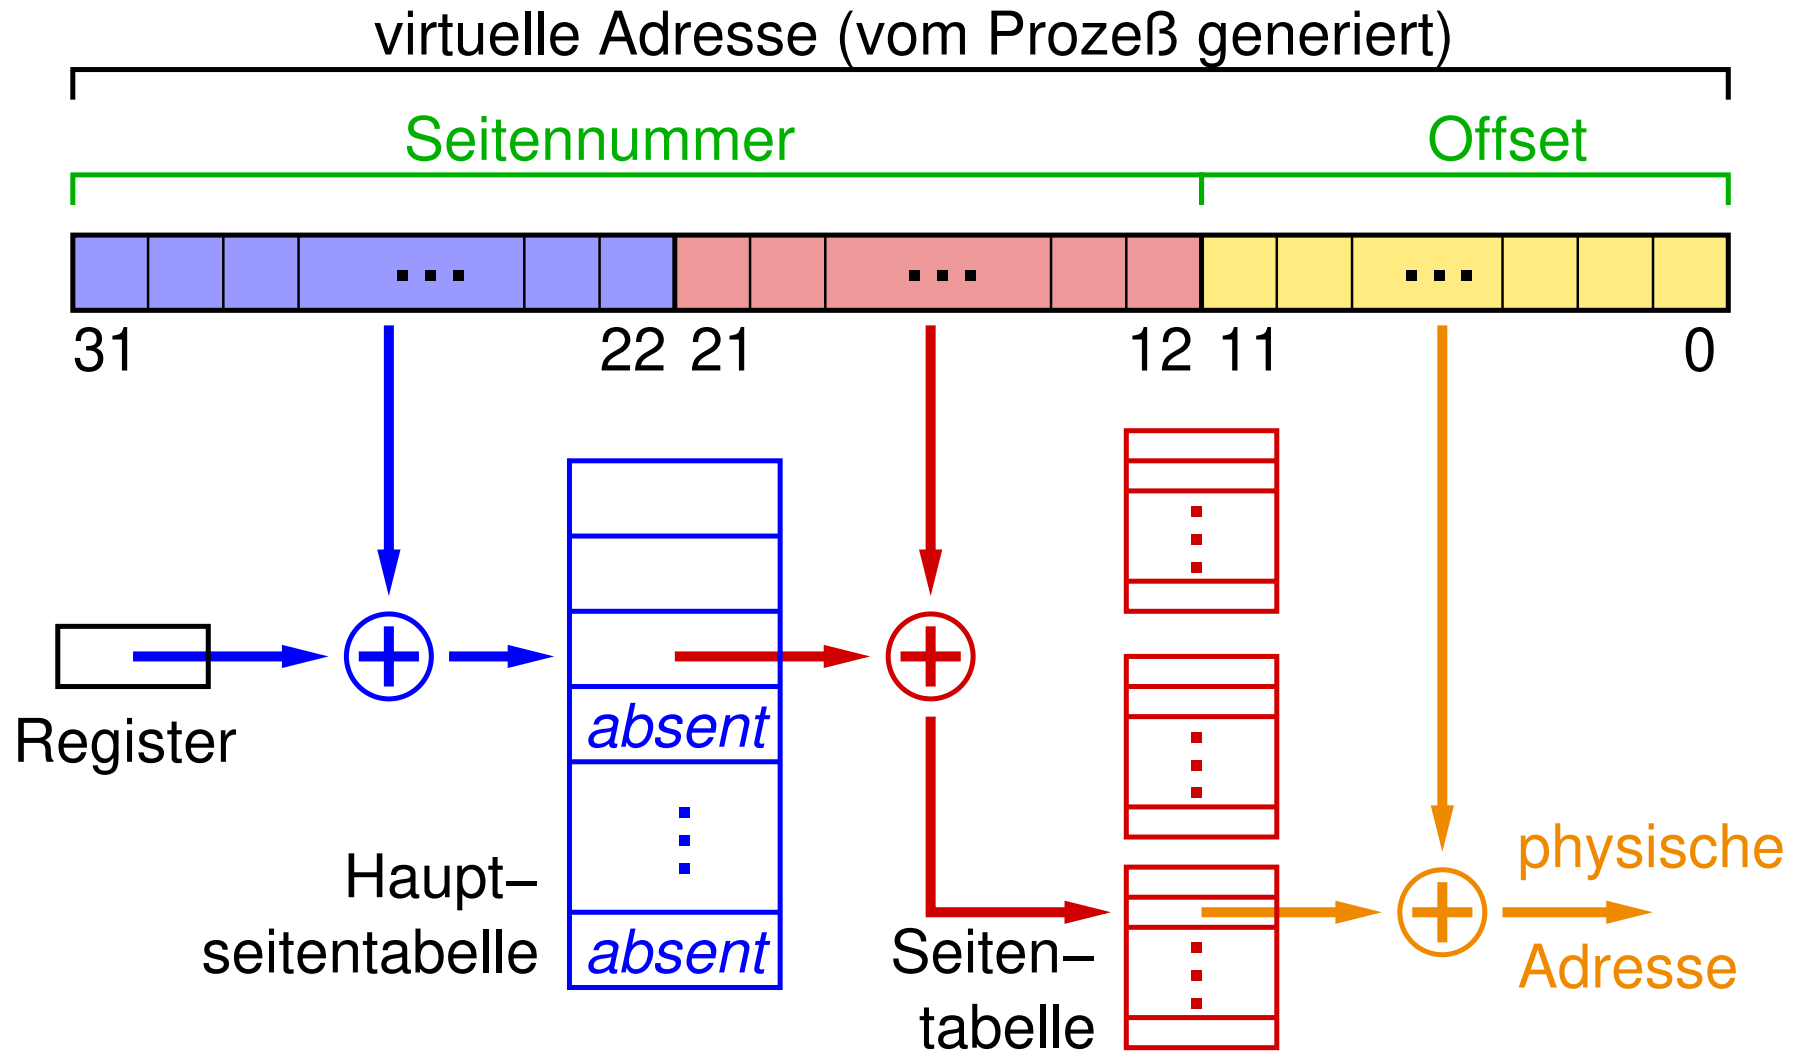 virtuelle Adresse (vom Prozeß generiert)
Seitennummer
Offset
31
22
21
12
11
0
Register
absent
Haupt–
seitentabelle
absent
Seiten–
tabelle
physische
Adresse